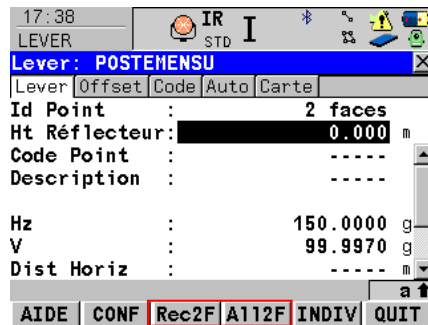 17:38
LEVER
IR
STD
I
Lever: POSTEMENSU
Lever Offset Code Auto Carte
Id Point : 2 faces
Ht Réflecteur: 0.000 m
Code Point : -----
Description : -----
Hz : 150.0000 g
V : 99.9970 g
Dist Horiz : ----- m
a
AIDE CONF Rec2F All2F INDIV QUIT